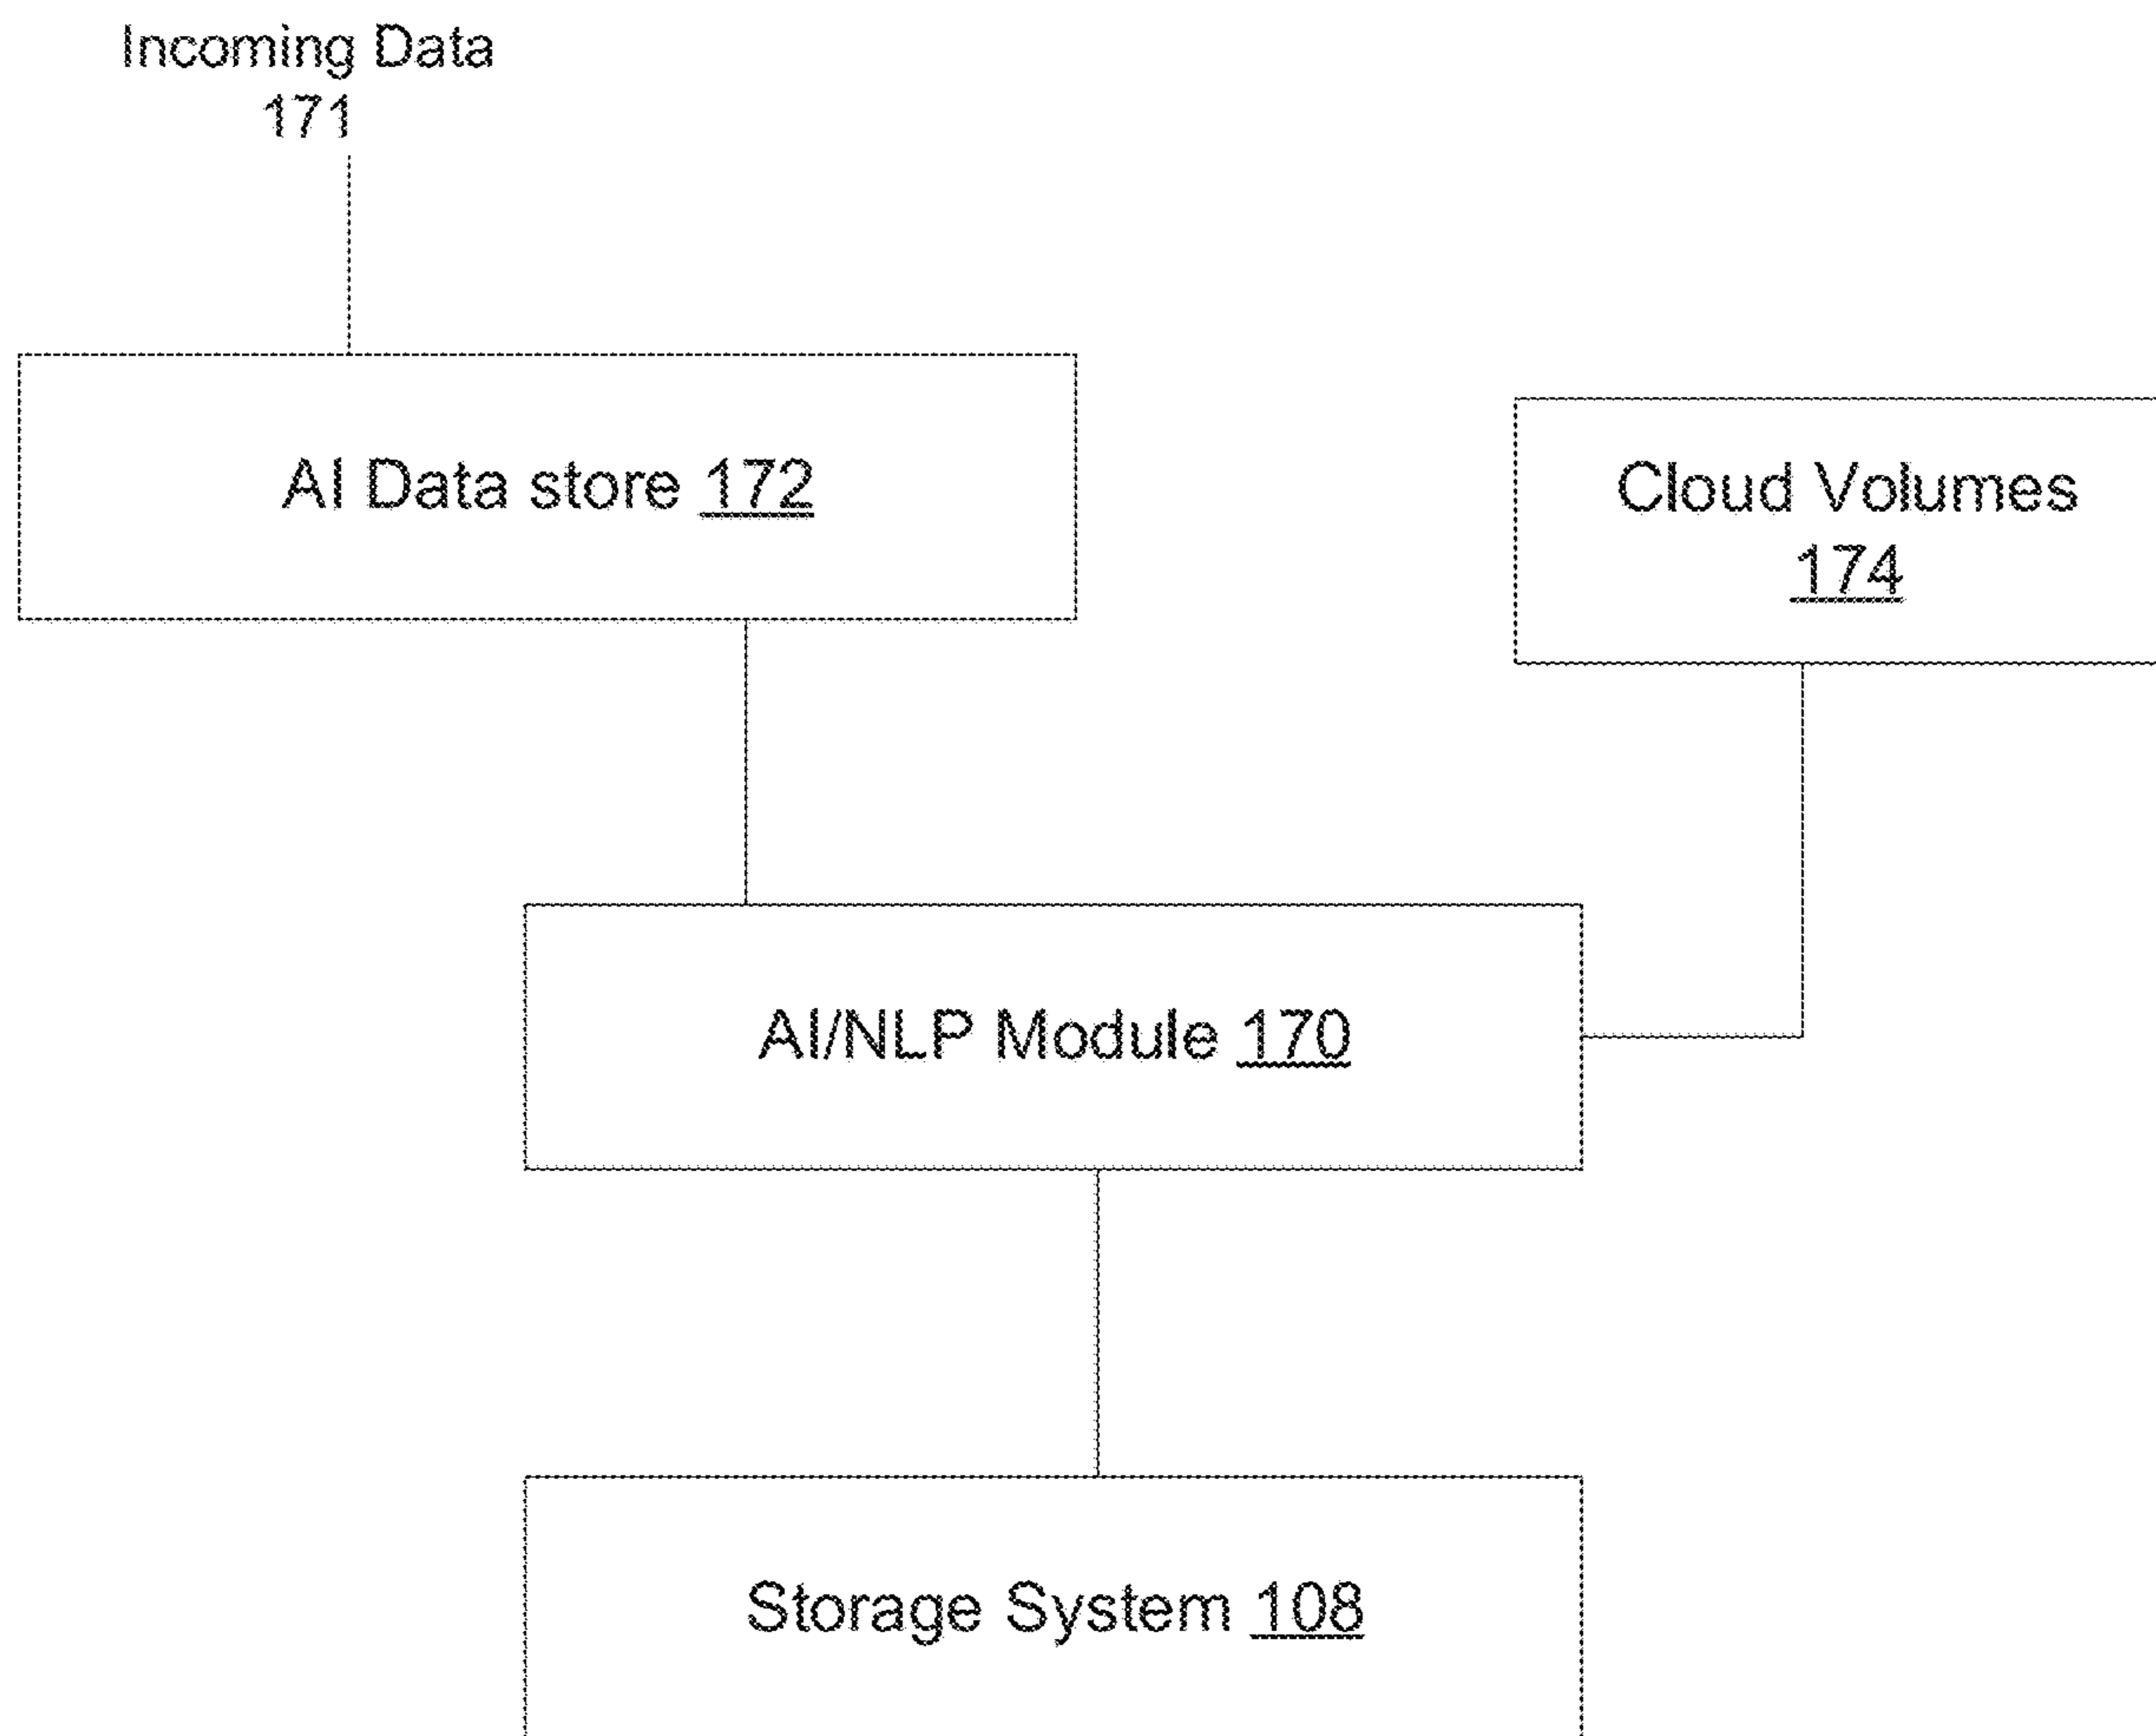 Incoming Data
171
AI Data store 172
Cloud Volumes
174
AI/NLP Module 170
Storage System 108